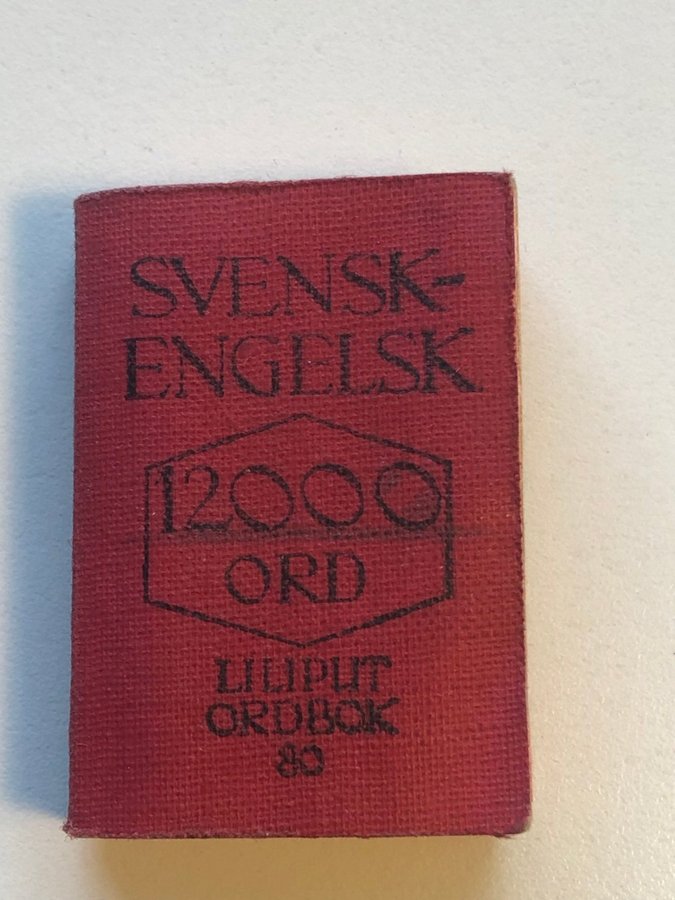 SVENSK-
ENGELSK
12000
ORD
LILIPUT
ORDBOK
80